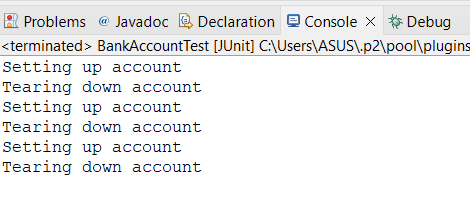 Problems Javadoc Declaration Console Debug
<terminated> BankAccountTest [JUnit] C:\Users\ASUS\.p2\pool\plugins
Setting up account
Tearing down account
Setting up account
Tearing down account
Setting up account
Tearing down account